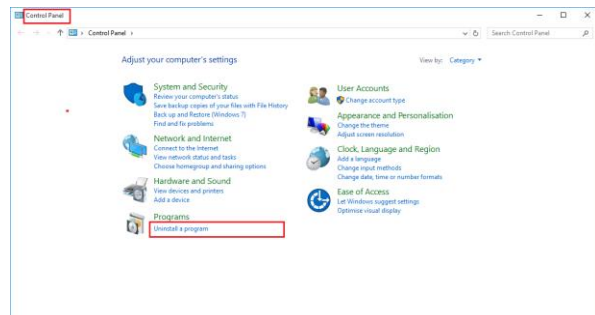 Control Panel
Control Panel
Search Control Panel
Adjust your computer's settings
View by: Category
System and Security
Review your computer's status
Save backup copies of your files with File History
Back up and Restore (Windows 7)
Find and fix problems
Network and Internet
Connect to the Internet
View network status and tasks
Choose homegroup and sharing options
Hardware and Sound
View devices and printers
Add a device
Programs
Uninstall a program
User Accounts
Change account type
Appearance and Personalisation
Change the theme
Adjust screen resolution
Clock, Language and Region
Add a language
Change input methods
Change date, time or number formats
Ease of Access
Let Windows suggest settings
Optimise visual display